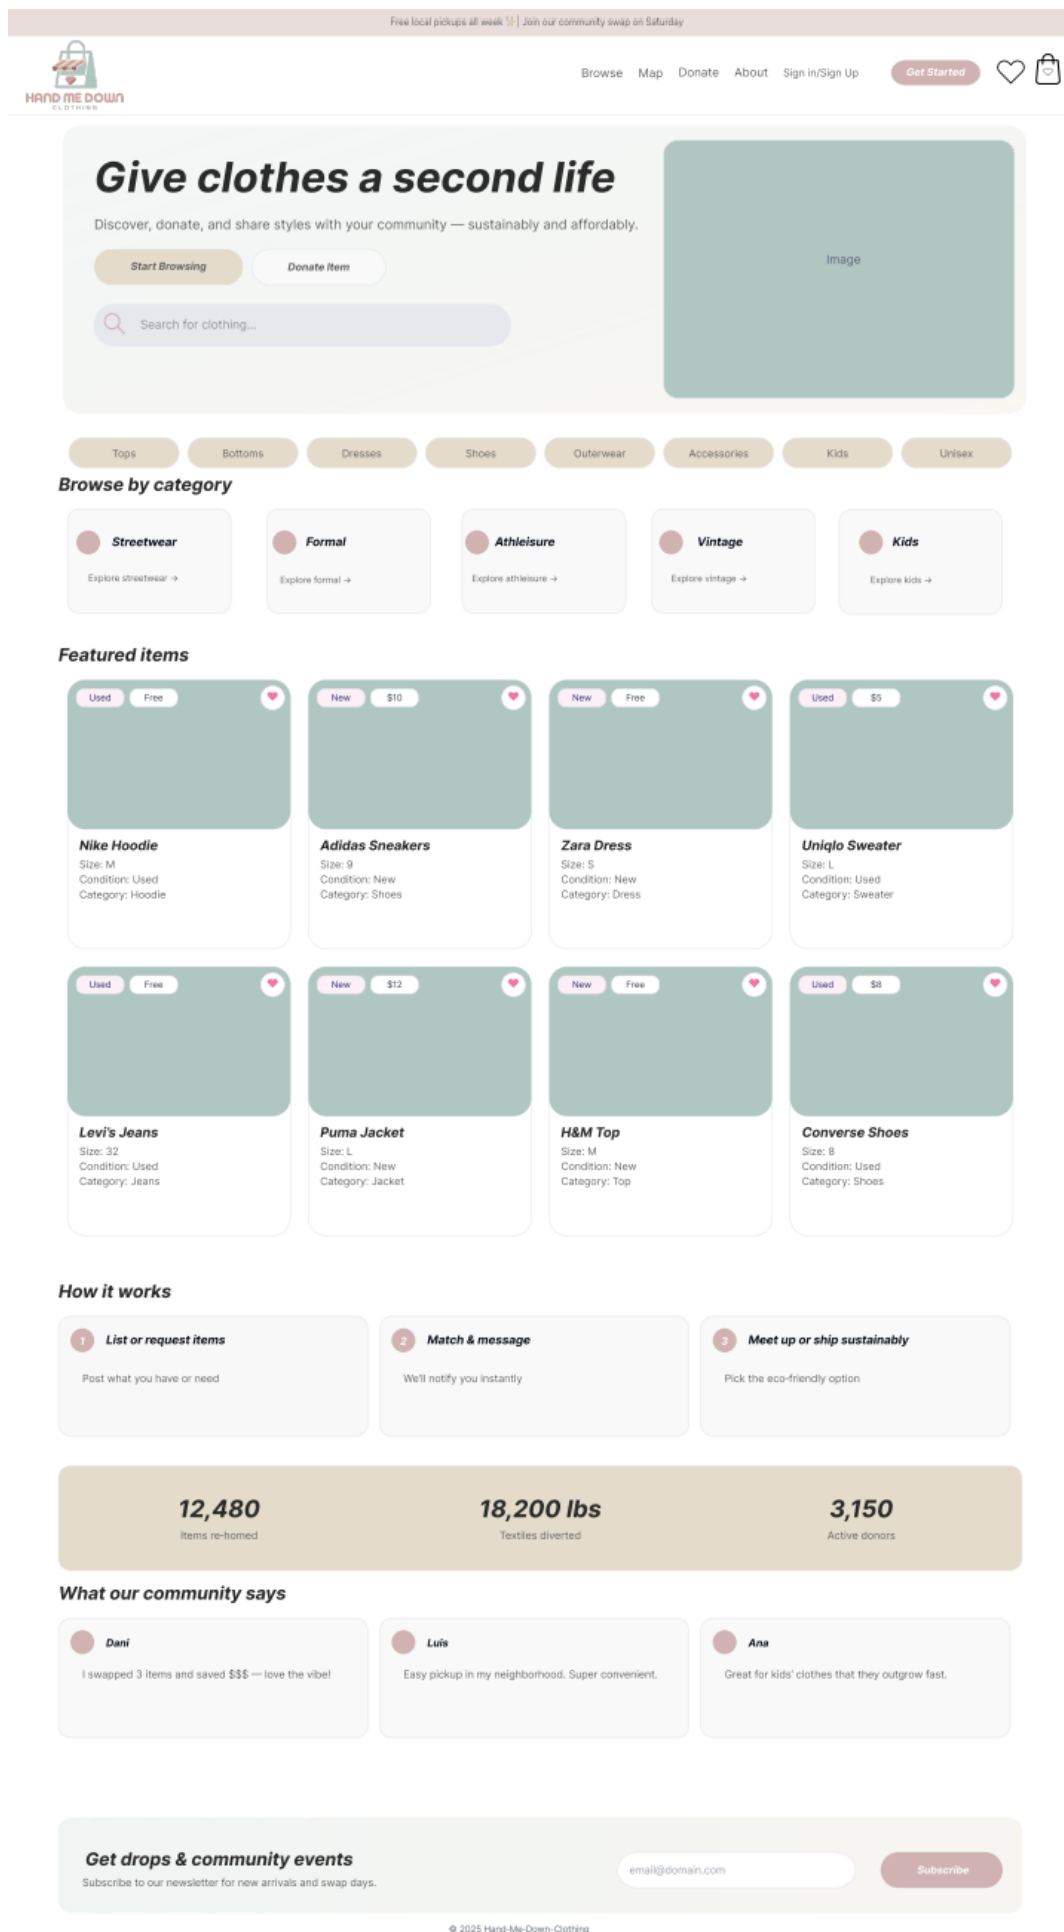 Free local pickups all week ✨| Join our community swap on Saturday
HAND ME DOWN
CLOTHING
Browse Map Donate About Sign in/Sign Up Get Started
Give clothes a second life
Discover, donate, and share styles with your community — sustainably and affordably.
Start Browsing Donate Item
Search for clothing...
Image
Tops Bottoms Dresses Shoes Outerwear Accessories Kids Unisex
Browse by category
Streetwear Formal Athleisure Vintage Kids
Explore streetwear → Explore formal → Explore athleisure → Explore vintage → Explore kids →
Featured items
Used Free New $10 New Free Used $5
Nike Hoodie Adidas Sneakers Zara Dress Uniqlo Sweater
Size: M Size: 9 Size: S Size: L
Condition: Used Condition: New Condition: New Condition: Used
Category: Hoodie Category: Shoes Category: Dress Category: Sweater
Used Free New $12 New Free Used $8
Levi's Jeans Puma Jacket H&M Top Converse Shoes
Size: 32 Size: L Size: M Size: 8
Condition: Used Condition: New Condition: New Condition: Used
Category: Jeans Category: Jacket Category: Top Category: Shoes
How it works
1 List or request items 2 Match & message 3 Meet up or ship sustainably
Post what you have or need We'll notify you instantly Pick the eco-friendly option
12,480 18,200 lbs 3,150
Items re-homed Textiles diverted Active donors
What our community says
Dani Luis Ana
I swapped 3 items and saved $$$ — love the vibe! Easy pickup in my neighborhood. Super convenient. Great for kids' clothes that they outgrow fast.
Get drops & community events
Subscribe to our newsletter for new arrivals and swap days.
email@domain.com Subscribe
© 2025 Hand-Me-Down-Clothing